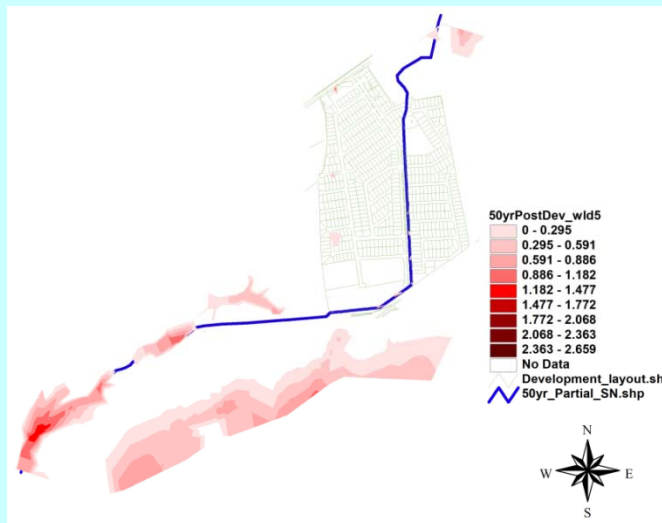 50yrPostDev_wld5
0 - 0.295
0.295 - 0.591
0.591 - 0.886
0.886 - 1.182
1.182 - 1.477
1.477 - 1.772
1.772 - 2.068
2.068 - 2.363
2.363 - 2.659
No Data
Development_layout.sh
50yr_Partial_SN.shp
N
W E
S